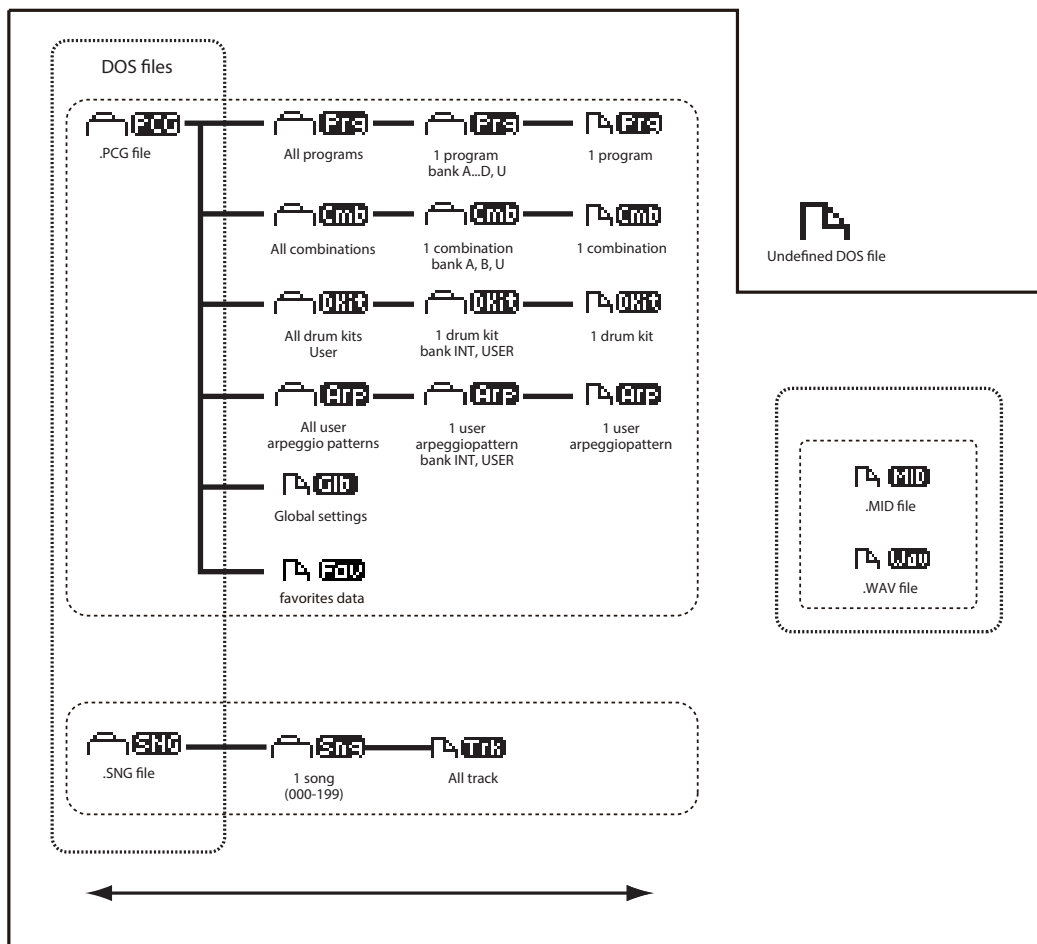 DOS files
PCG
.PCG file
Prg
All programs
Prg
1 program
bank A...D, U
Prg
1 program
Cmb
All combinations
Cmb
1 combination
bank A, B, U
Cmb
1 combination
Undefined DOS file
DKit
All drum kits
User
DKit
1 drum kit
bank INT, USER
DKit
1 drum kit
Arp
All user
arpeggio patterns
Arp
1 user
arpeggiopattern
bank INT, USER
Arp
1 user
arpeggiopattern
Glb
Global settings
Fav
favorites data
MID
.MID file
Wav
.WAV file
SNG
.SNG file
Sng
1 song
(000-199)
Trk
All track